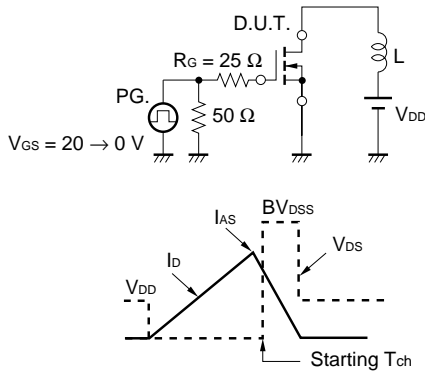 D.U.T.
RG = 25 Ω
L
PG.
50 Ω
VDD
VGS = 20 → 0 V
BVDSS
IAS
VDS
ID
VDD
Starting Tch